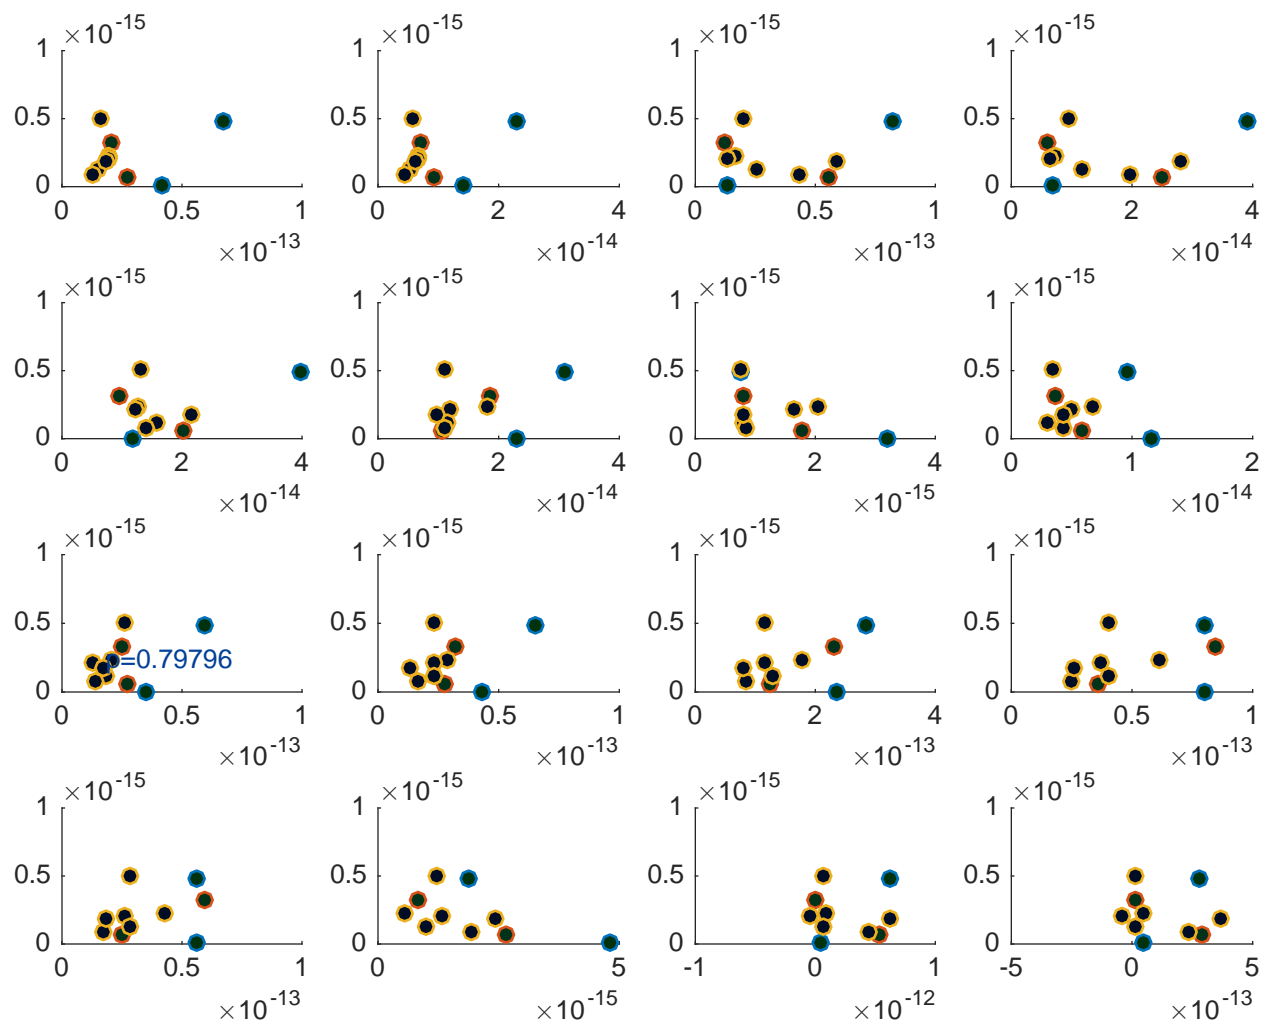 ×10-15 ×10-15 ×10-15 ×10-15
1 1 1 1
0.5 0.5 0.5 0.5
0 0 0 0
0 0.5 1 0 2 4 0 0.5 1 0 2 4
×10-13 ×10-14 ×10-13 ×10-14
×10-15 ×10-15 ×10-15 ×10-15
1 1 1 1
0.5 0.5 0.5 0.5
0 0 0 0
0 2 4 0 2 4 0 2 4 0 1 2
×10-14 ×10-14 ×10-15 ×10-14
×10-15 ×10-15 ×10-15 ×10-15
1 1 1 1
0.5 0.5 0.5 0.5
=0.79796
0 0 0 0
0 0.5 1 0 0.5 1 0 2 4 0 0.5 1
×10-13 ×10-13 ×10-13 ×10-13
×10-15 ×10-15 ×10-15 ×10-15
1 1 1 1
0.5 0.5 0.5 0.5
0 0 0 0
0 0.5 1 0 5 -1 0 1 -5 0 5
×10-13 ×10-15 ×10-12 ×10-13